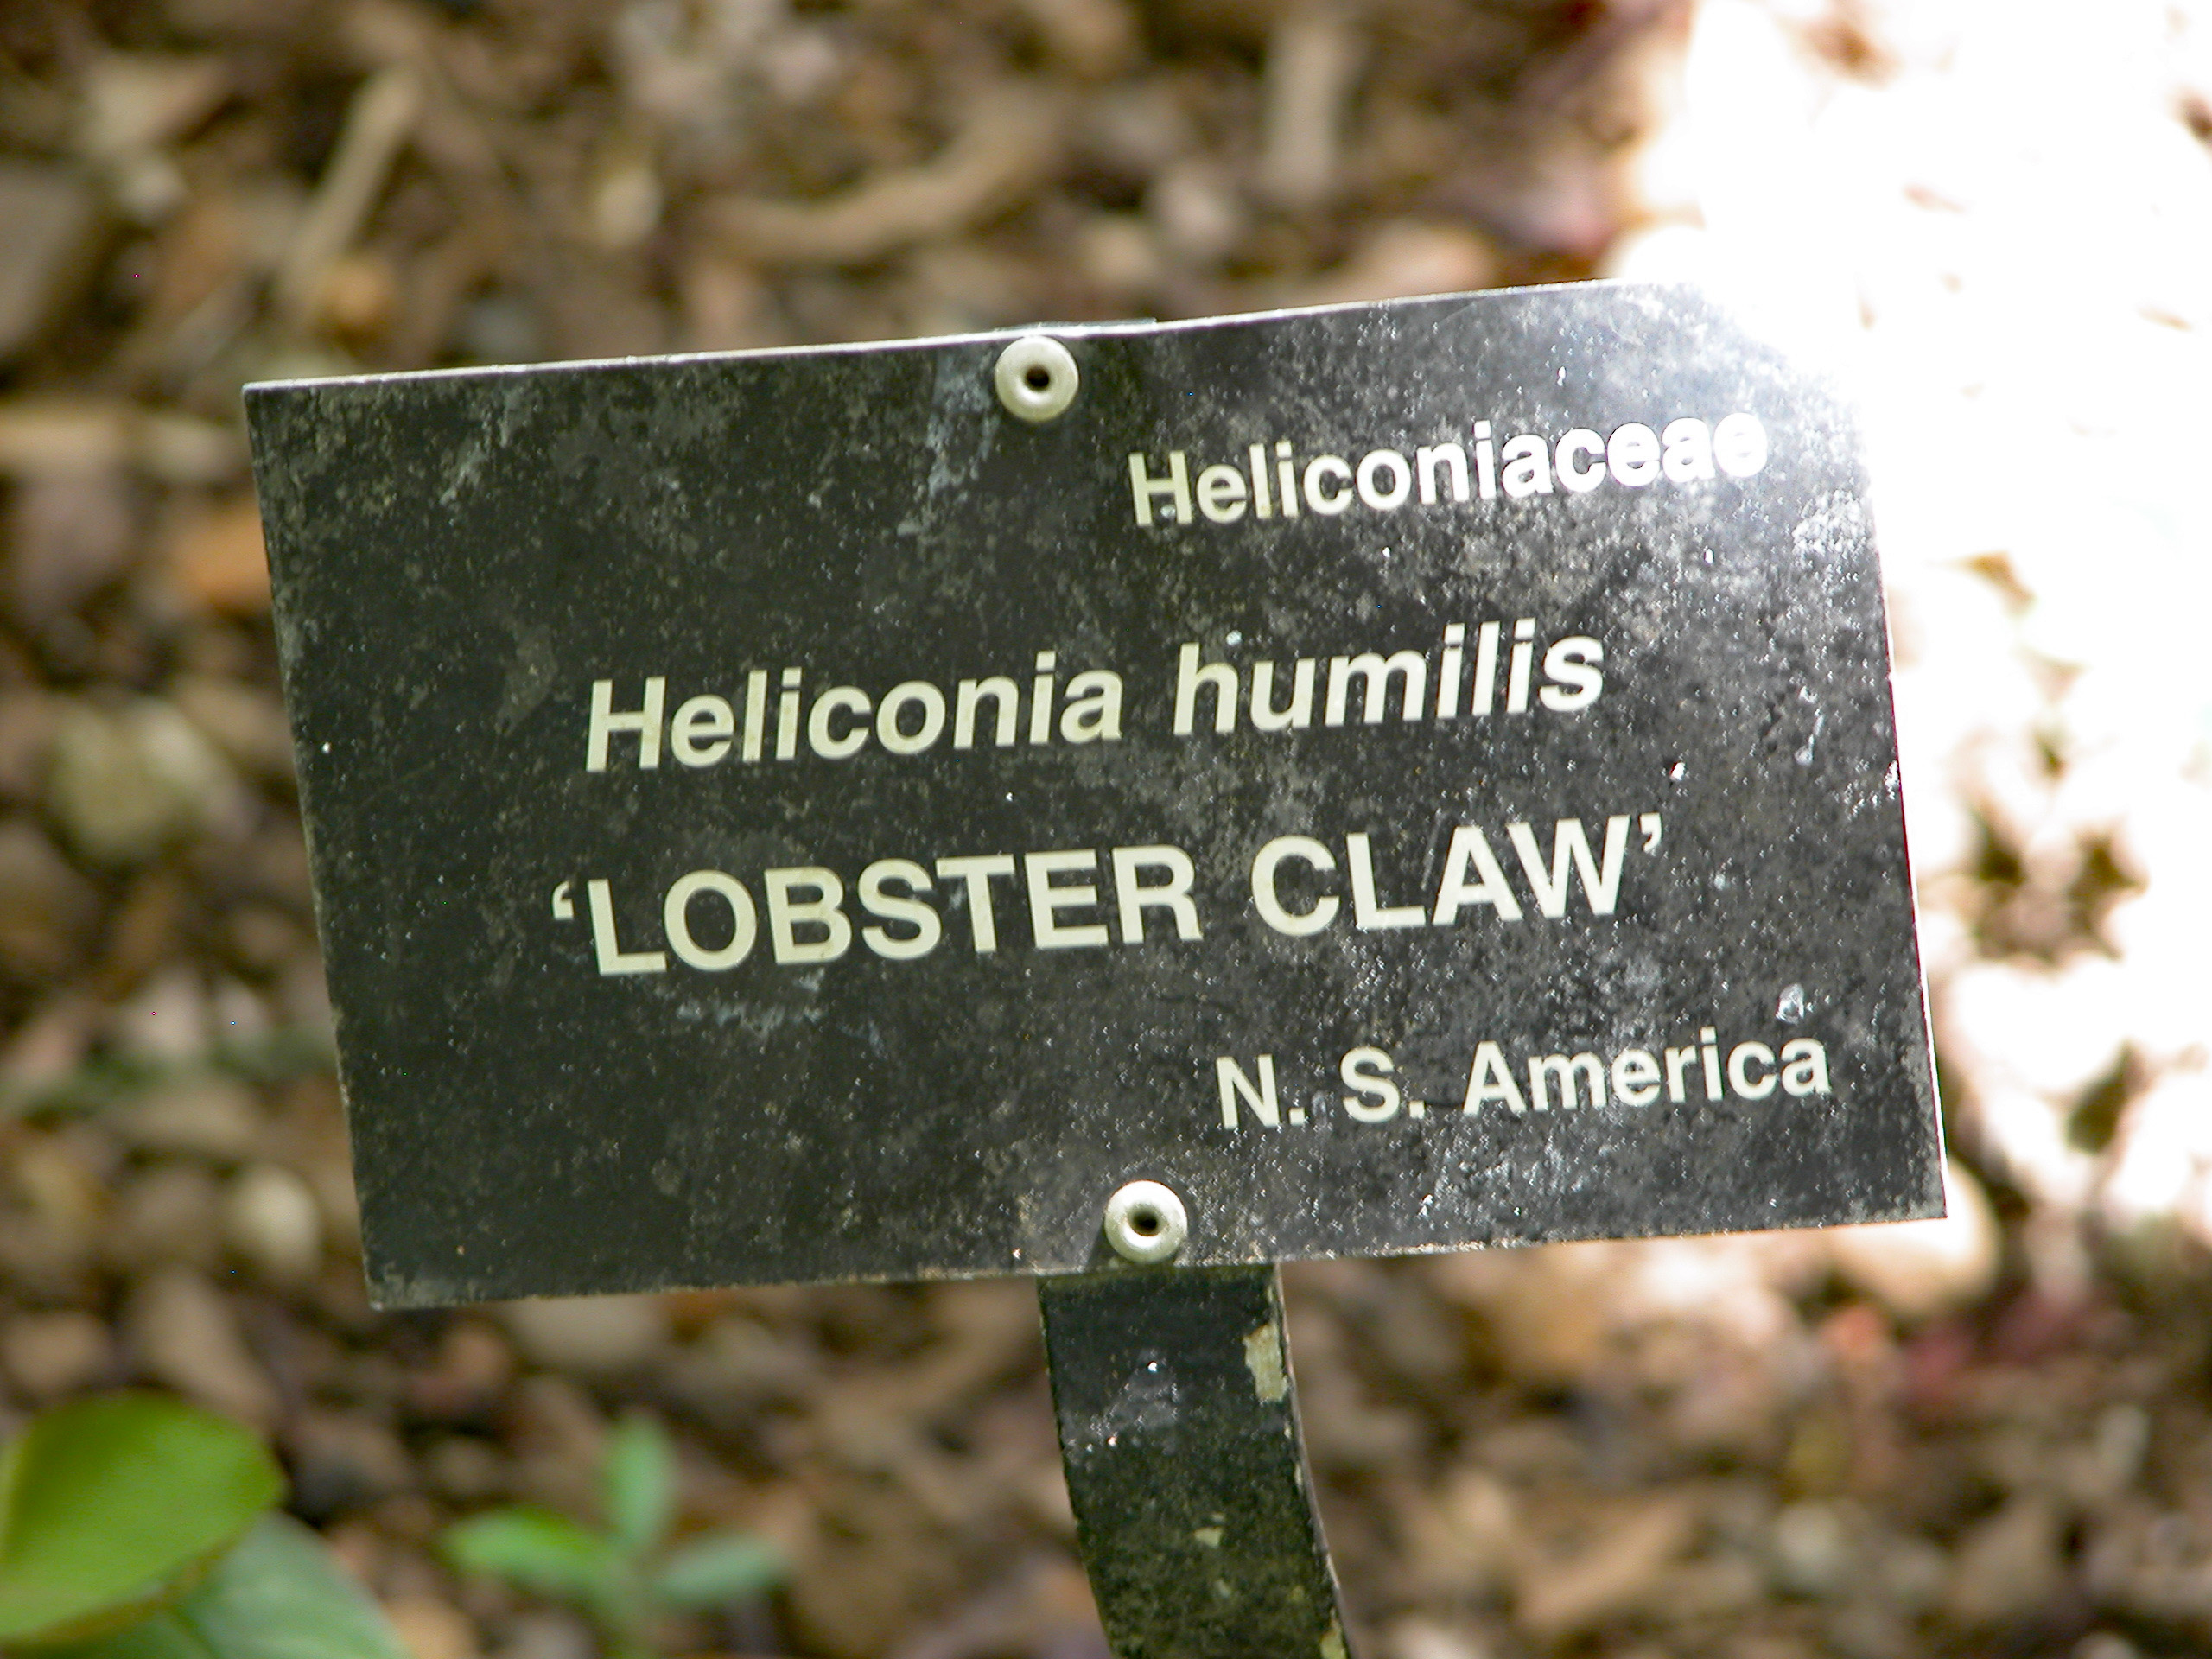 Heliconiaceae
Heliconia humilis
‘LOBSTER CLAW’
N. S. America